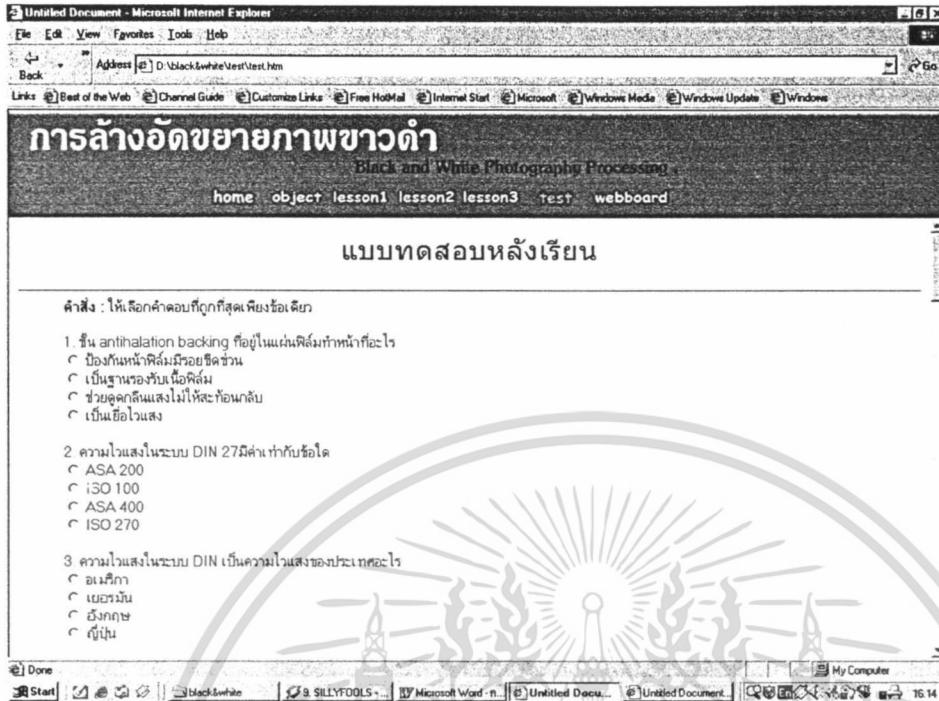 Untitled Document - Microsoft Internet Explorer
File Edit View Favorites Tools Help
Back Address D:\black&white\test\test.htm Go
Links Best of the Web Channel Guide Customize Links Free HotMail Internet Start Microsoft Windows Media Windows Update Windows
การล้างอัดขยายภาพขาวดำ
Black and White Photography Processing
home object lesson1 lesson2 lesson3 test webboard
แบบทดสอบหลังเรียน
คำสั่ง : ให้เลือกคำตอบที่ถูกที่สุดเพียงข้อเดียว
1. ชั้น antihalation backing ที่อยู่ในแผ่นฟิล์มทำหน้าที่อะไร
ป้องกันหน้าฟิล์มมีรอยขีดข่วน
เป็นฐานรองรับเนื้อฟิล์ม
ช่วยดูดกลืนแสงไม่ให้สะท้อนกลับ
เป็นเยื่อไวแสง
2. ความไวแสงในระบบ DIN 27มีค่าเท่ากับข้อใด
ASA 200
ISO 100
ASA 400
ISO 270
3. ความไวแสงในระบบ DIN เป็นความไวแสงของประเทศอะไร
อเมริกา
เยอรมัน
อังกฤษ
ญี่ปุ่น
Done My Computer
Start black&white 9. SILLYFOOLS - ... Microsoft Word - n... Untitled Docu... Untitled Document... 16:14